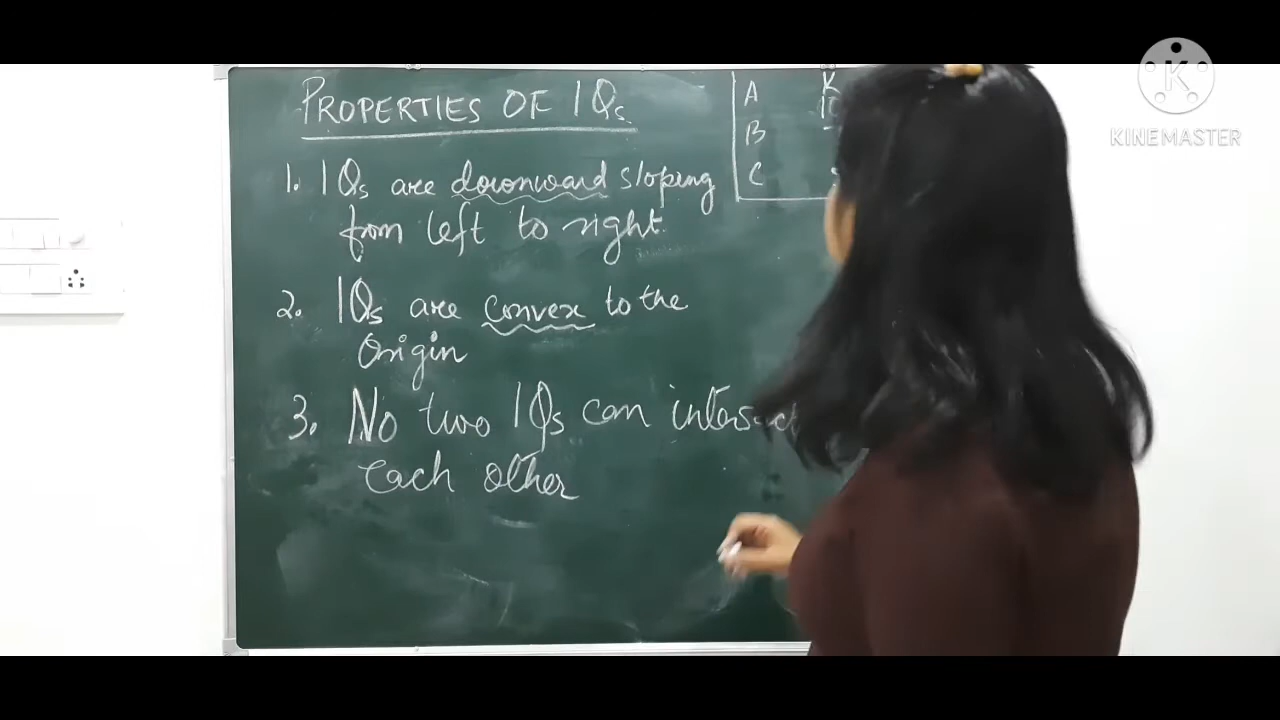 PROPERTIES OF IQs
1. IQs are downward sloping
from left to right.
2. IQs are convex to the
Origin
3. No two IQs can intersect
each other
A K
B
C
K
KINEMASTER